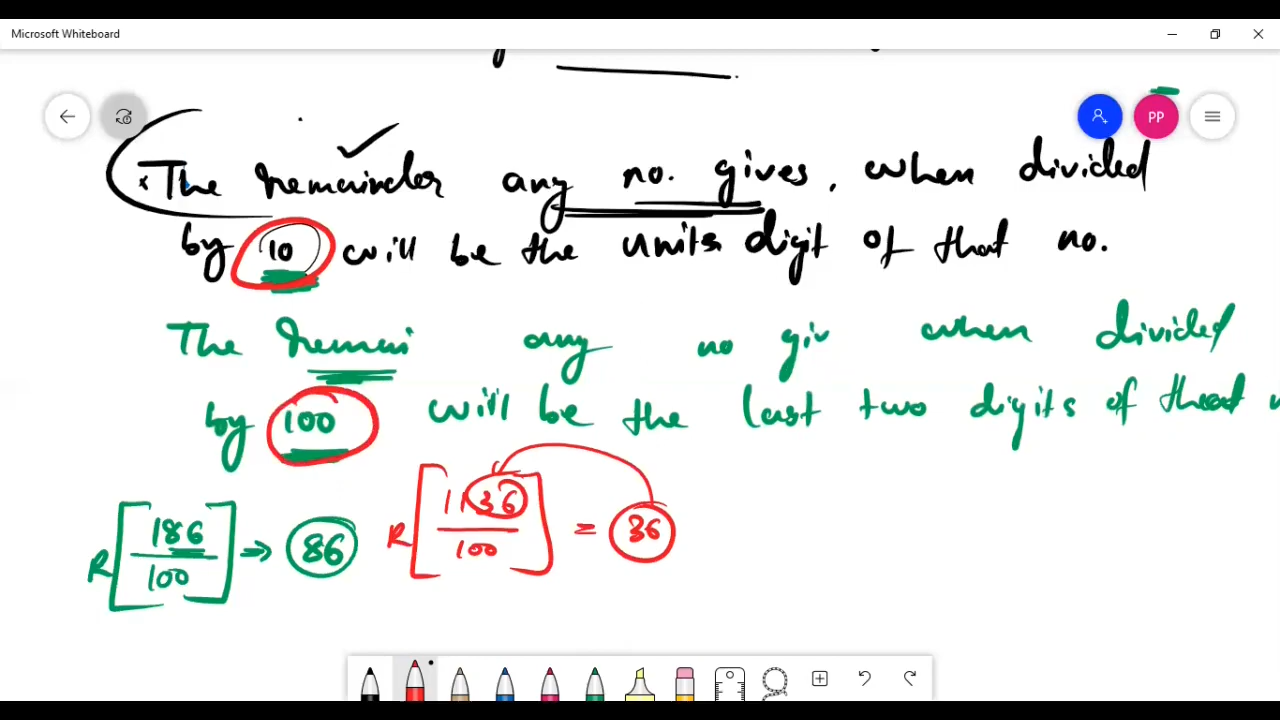 Microsoft Whiteboard
PP
* The remainder any no. gives, when divided
by 10 will be the units digit of that no.
The remai any no giv when divided
by 100 will be the last two digits of that
R[186/100] → 86
R[1136/100] = 36